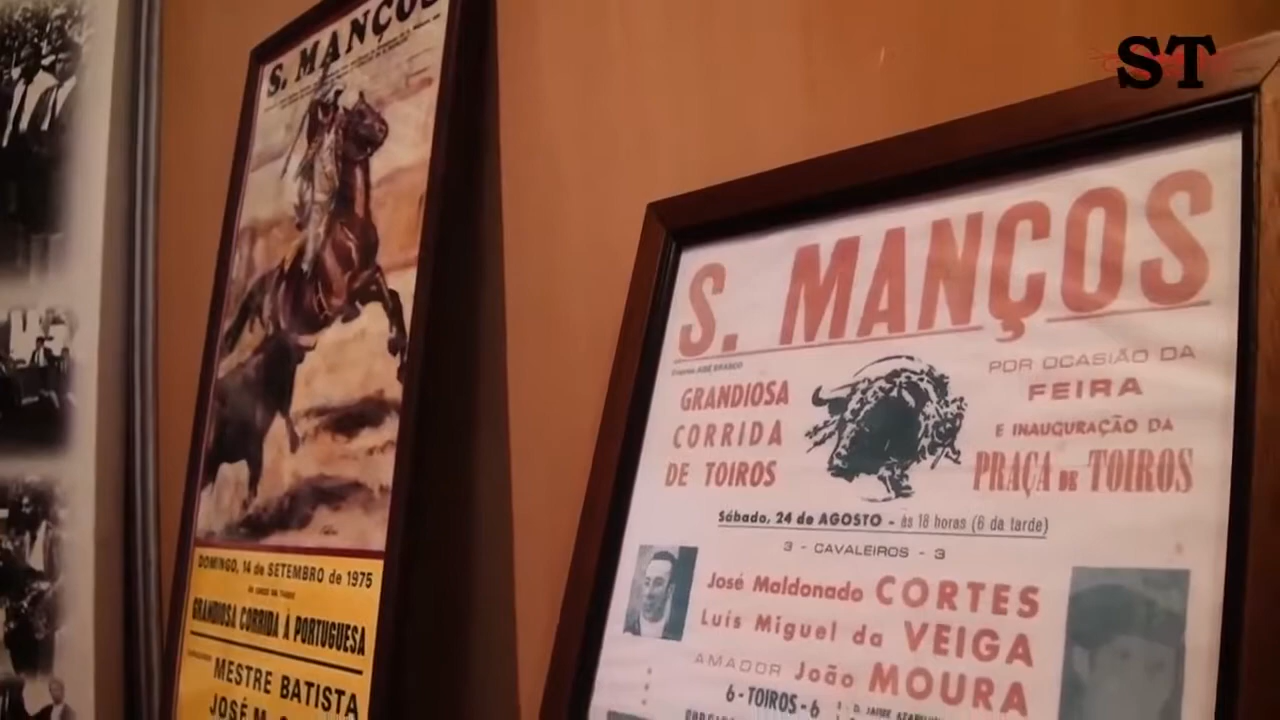 ST
S. MANÇOS
DOMINGO, 14 de SETEMBRO de 1975
GRANDIOSA CORRIDA À PORTUGUESA
MESTRE BATISTA
JOSÉ M.
S. MANÇOS
GRANDIOSA
CORRIDA
DE TOIROS
POR OCASIÃO DA
FEIRA
E INAUGURAÇÃO DA
PRAÇA DE TOIROS
Sábado, 24 de AGOSTO - às 18 horas (6 da tarde)
3 - CAVALEIROS - 3
José Maldonado CORTES
Luís Miguel da VEIGA
AMADOR João MOURA
6 - TOIROS - 6